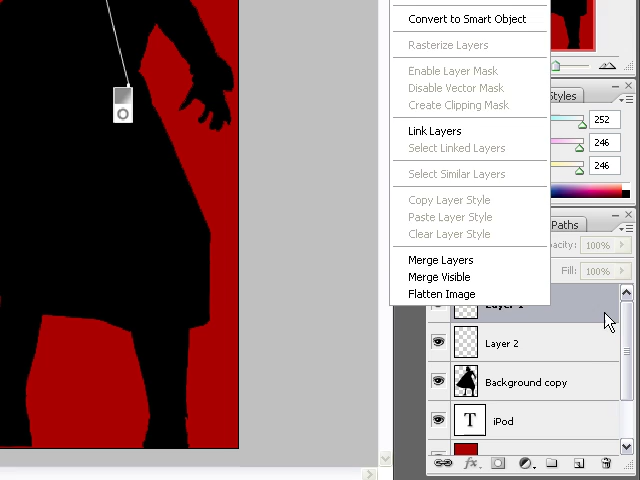 Convert to Smart Object
Rasterize Layers
Enable Layer Mask
Disable Vector Mask
Create Clipping Mask
Styles
252
246
246
Link Layers
Select Linked Layers
Select Similar Layers
Copy Layer Style
Paste Layer Style
Clear Layer Style
Paths
pacity: 100%
Fill: 100%
Merge Layers
Merge Visible
Flatten Image
Layer 1
Layer 2
Background copy
T iPod
fx